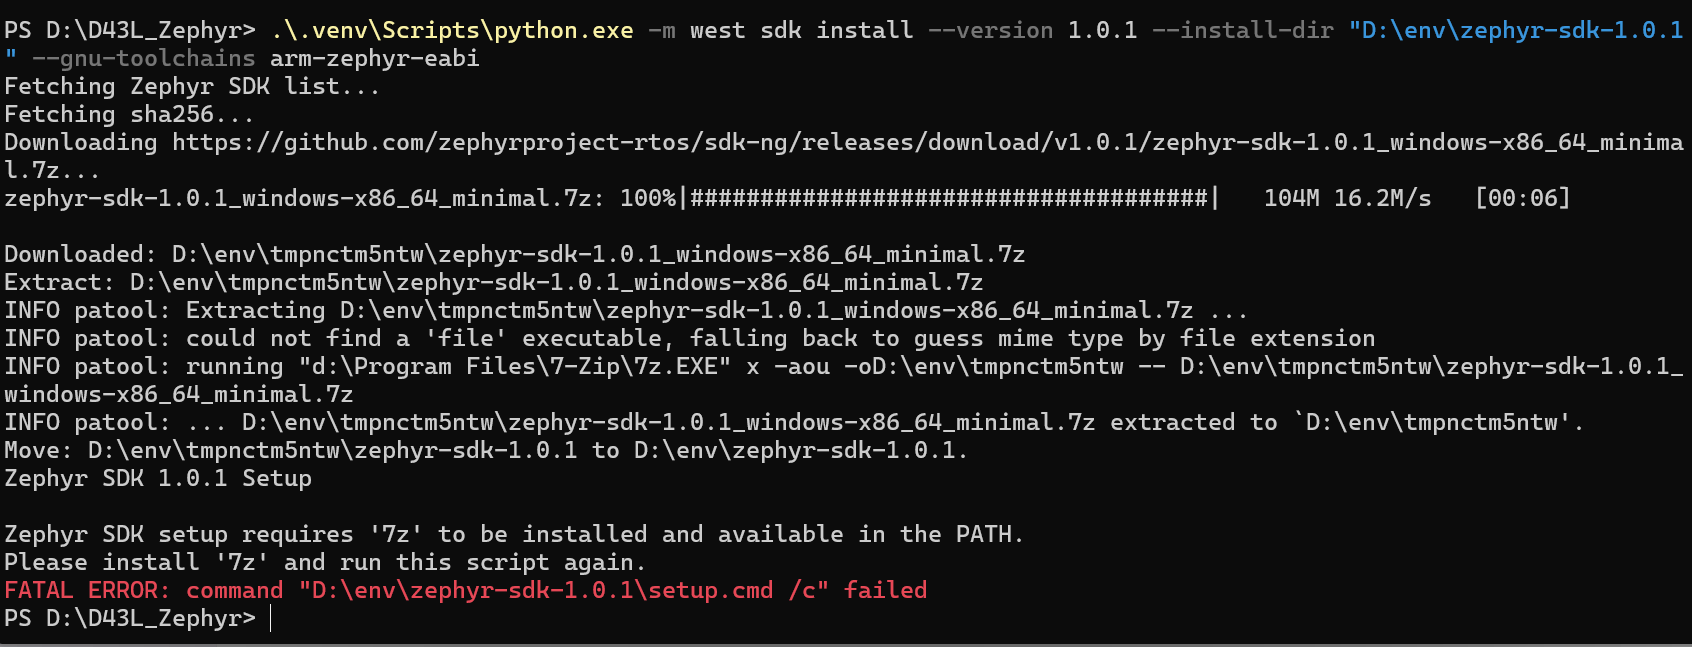 PS D:\D43L_Zephyr> .\.venv\Scripts\python.exe -m west sdk install --version 1.0.1 --install-dir "D:\env\zephyr-sdk-1.0.1
" --gnu-toolchains arm-zephyr-eabi
Fetching Zephyr SDK list...
Fetching sha256...
Downloading https://github.com/zephyrproject-rtos/sdk-ng/releases/download/v1.0.1/zephyr-sdk-1.0.1_windows-x86_64_minima
l.7z...
zephyr-sdk-1.0.1_windows-x86_64_minimal.7z: 100%|#####################################|   104M 16.2M/s   [00:06]
Downloaded: D:\env\tmpnctm5ntw\zephyr-sdk-1.0.1_windows-x86_64_minimal.7z
Extract: D:\env\tmpnctm5ntw\zephyr-sdk-1.0.1_windows-x86_64_minimal.7z
INFO patool: Extracting D:\env\tmpnctm5ntw\zephyr-sdk-1.0.1_windows-x86_64_minimal.7z ...
INFO patool: could not find a 'file' executable, falling back to guess mime type by file extension
INFO patool: running "d:\Program Files\7-Zip\7z.EXE" x -aou -oD:\env\tmpnctm5ntw -- D:\env\tmpnctm5ntw\zephyr-sdk-1.0.1_
windows-x86_64_minimal.7z
INFO patool: ... D:\env\tmpnctm5ntw\zephyr-sdk-1.0.1_windows-x86_64_minimal.7z extracted to `D:\env\tmpnctm5ntw'.
Move: D:\env\tmpnctm5ntw\zephyr-sdk-1.0.1 to D:\env\zephyr-sdk-1.0.1.
Zephyr SDK 1.0.1 Setup
Zephyr SDK setup requires '7z' to be installed and available in the PATH.
Please install '7z' and run this script again.
FATAL ERROR: command "D:\env\zephyr-sdk-1.0.1\setup.cmd /c" failed
PS D:\D43L_Zephyr>